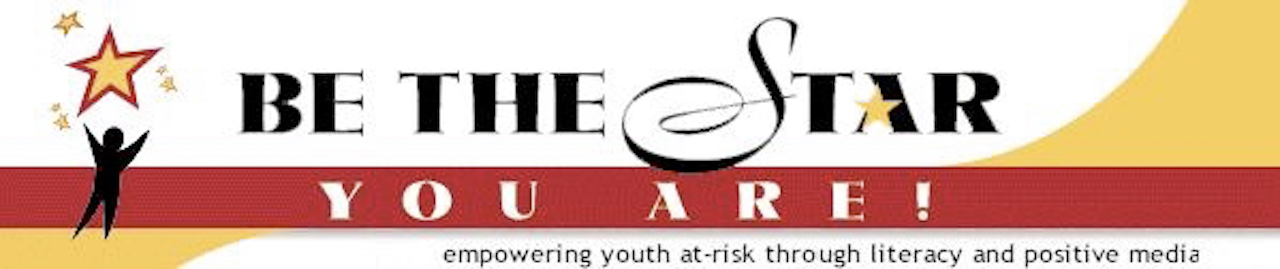 BE THE STAR
YOU ARE!
empowering youth at-risk through literacy and positive media